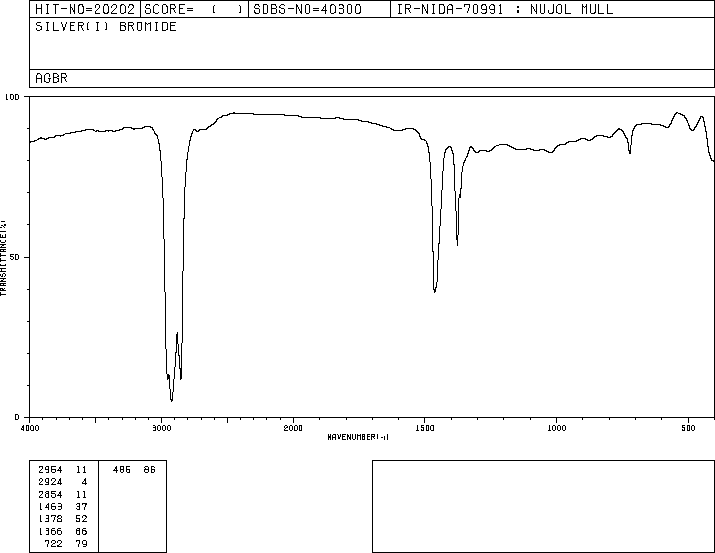 HIT-NO=20202 SCORE= ( ) SDBS-NO=40300 IR-NIDA-70991 : NUJOL MULL
SILVER(I) BROMIDE
AGBR
100
50
0
TRANSMITTANCE(%)
4000 3000 2000 1500 1000 500
WAVENUMBER(-1)
2954 11 486 86
2924 4
2854 11
1463 37
1378 52
1366 66
722 79